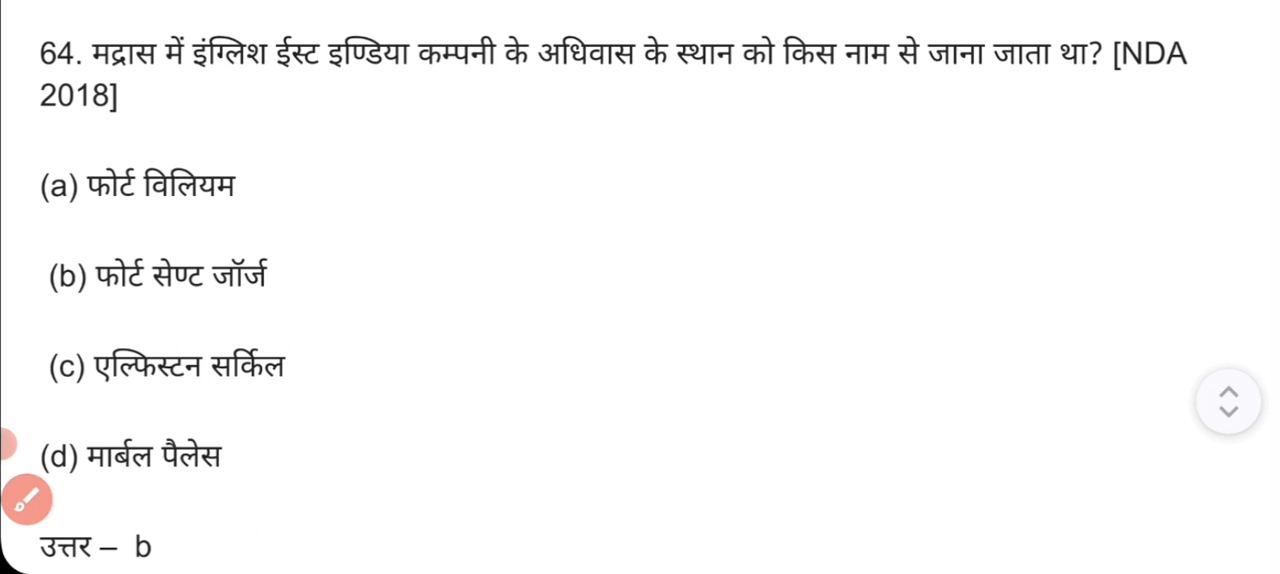 64. मद्रास में इंग्लिश ईस्ट इण्डिया कम्पनी के अधिवास के स्थान को किस नाम से जाना जाता था? [NDA
2018]
(a) फोर्ट विलियम
(b) फोर्ट सेण्ट जॉर्ज
(c) एल्फिस्टन सर्किल
(d) मार्बल पैलेस
उत्तर – b